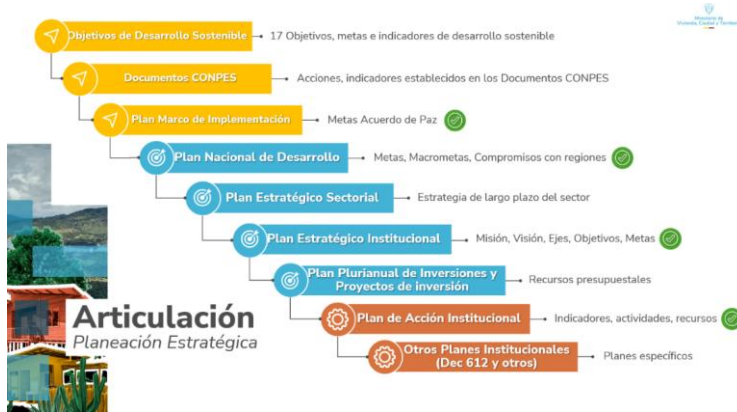 Ministerio de
Vivienda, Ciudad y Territorio
Objetivos de Desarrollo Sostenible
17 Objetivos, metas e indicadores de desarrollo sostenible
Documentos CONPES
Acciones, indicadores establecidos en los Documentos CONPES
Plan Marco de Implementación
Metas Acuerdo de Paz
Plan Nacional de Desarrollo
Metas, Macrometas, Compromisos con regiones
Plan Estratégico Sectorial
Estrategia de largo plazo del sector
Plan Estratégico Institucional
Misión, Visión, Ejes, Objetivos, Metas
Plan Plurianual de Inversiones y
Proyectos de inversión
Recursos presupuestales
Articulación
Planeación Estratégica
Plan de Acción Institucional
Indicadores, actividades, recursos
Otros Planes Institucionales
(Dec 612 y otros)
Planes específicos